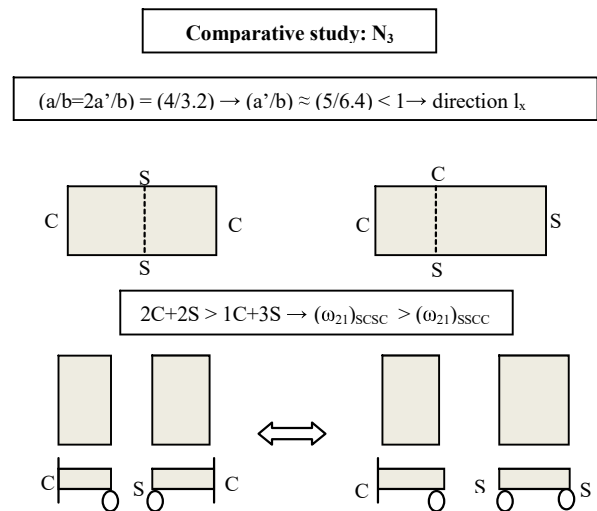 Comparative study: N₃
(a/b=2a’/b) = (4/3.2) → (a’/b) ≈ (5/6.4) < 1→ direction lₓ
S C
C C C S
S S
2C+2S > 1C+3S → (ω₂₁)SCSC > (ω₂₁)SSCC
C S C C S S